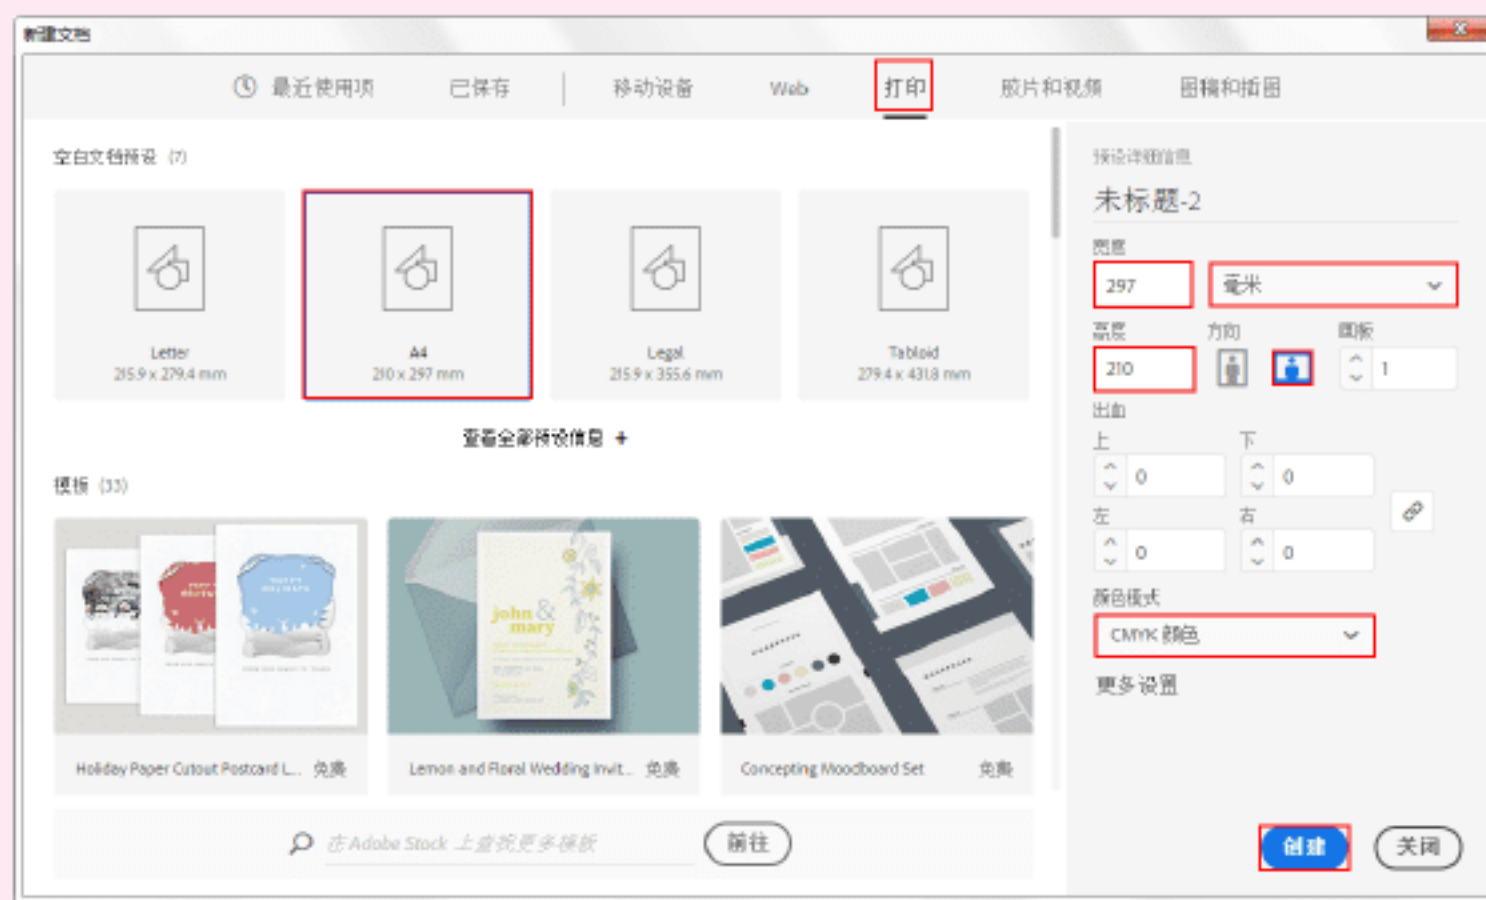 新建文档
最近使用项 已保存 移动设备 Web 打印 胶片和视频 图稿和插图
空白文档预设 (7)
Letter
215.9 x 279.4 mm
A4
210 x 297 mm
Legal
215.9 x 355.6 mm
Tabloid
279.4 x 431.8 mm
查看全部预设信息 +
模板 (33)
john &
mary
Holiday Paper Cutout Postcard L... 免费
Lemon and Floral Wedding Invit... 免费
Concepting Moodboard Set 免费
在 Adobe Stock 上查找更多模板
前往
预设详细信息
未标题-2
宽度
297 毫米
高度 方向 画板
210 1
出血
上 下
0 0
左 右
0 0
颜色模式
CMYK 颜色
更多设置
创建 关闭